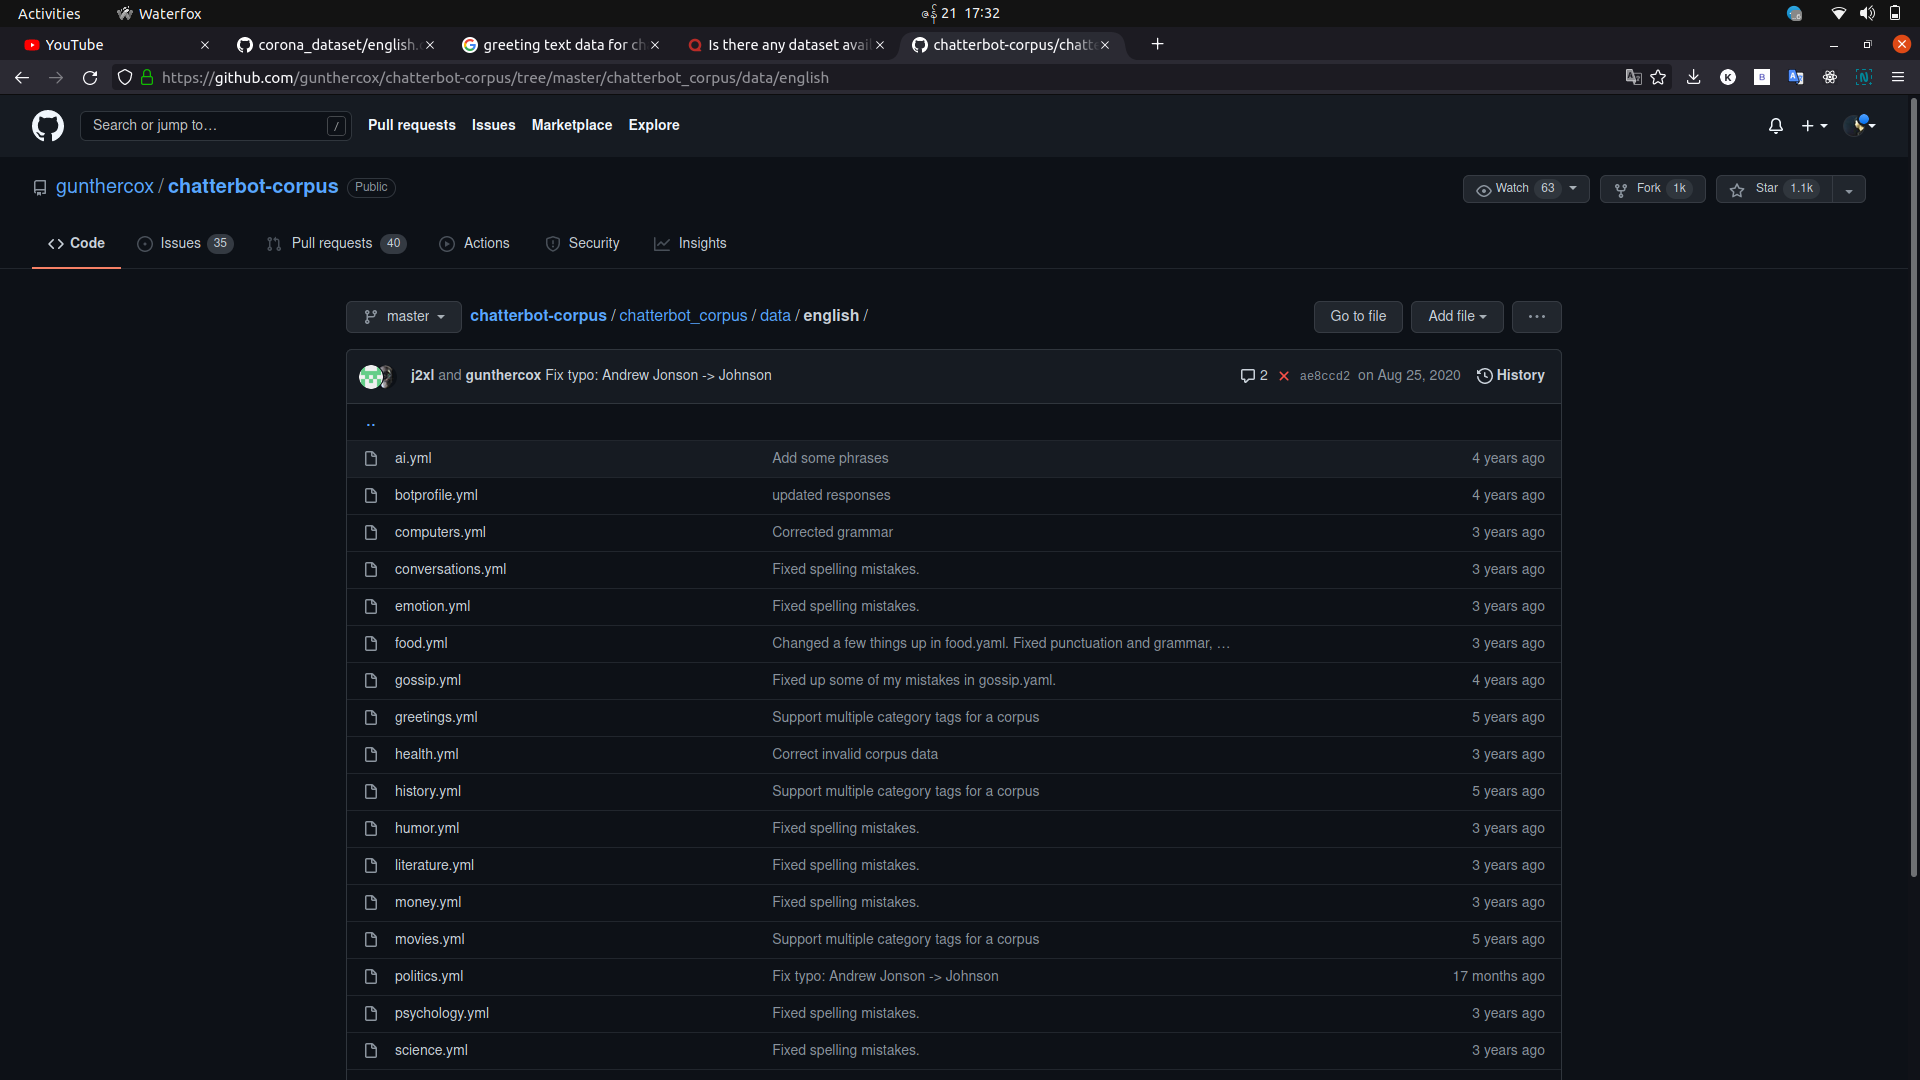 Activities Waterfox ဇန် 21 17:32
YouTube corona_dataset/english. greeting text data for ch Is there any dataset avai chatterbot-corpus/chatt
https://github.com/gunthercox/chatterbot-corpus/tree/master/chatterbot_corpus/data/english
Search or jump to… / Pull requests Issues Marketplace Explore
gunthercox / chatterbot-corpus Public Watch 63 Fork 1k Star 1.1k
Code Issues 35 Pull requests 40 Actions Security Insights
master chatterbot-corpus / chatterbot_corpus / data / english / Go to file Add file ...
j2xl and gunthercox Fix typo: Andrew Jonson -> Johnson 2 ae8ccd2 on Aug 25, 2020 History
..
ai.yml Add some phrases 4 years ago
botprofile.yml updated responses 4 years ago
computers.yml Corrected grammar 3 years ago
conversations.yml Fixed spelling mistakes. 3 years ago
emotion.yml Fixed spelling mistakes. 3 years ago
food.yml Changed a few things up in food.yaml. Fixed punctuation and grammar, … 3 years ago
gossip.yml Fixed up some of my mistakes in gossip.yaml. 4 years ago
greetings.yml Support multiple category tags for a corpus 5 years ago
health.yml Correct invalid corpus data 3 years ago
history.yml Support multiple category tags for a corpus 5 years ago
humor.yml Fixed spelling mistakes. 3 years ago
literature.yml Fixed spelling mistakes. 3 years ago
money.yml Fixed spelling mistakes. 3 years ago
movies.yml Support multiple category tags for a corpus 5 years ago
politics.yml Fix typo: Andrew Jonson -> Johnson 17 months ago
psychology.yml Fixed spelling mistakes. 3 years ago
science.yml Fixed spelling mistakes. 3 years ago